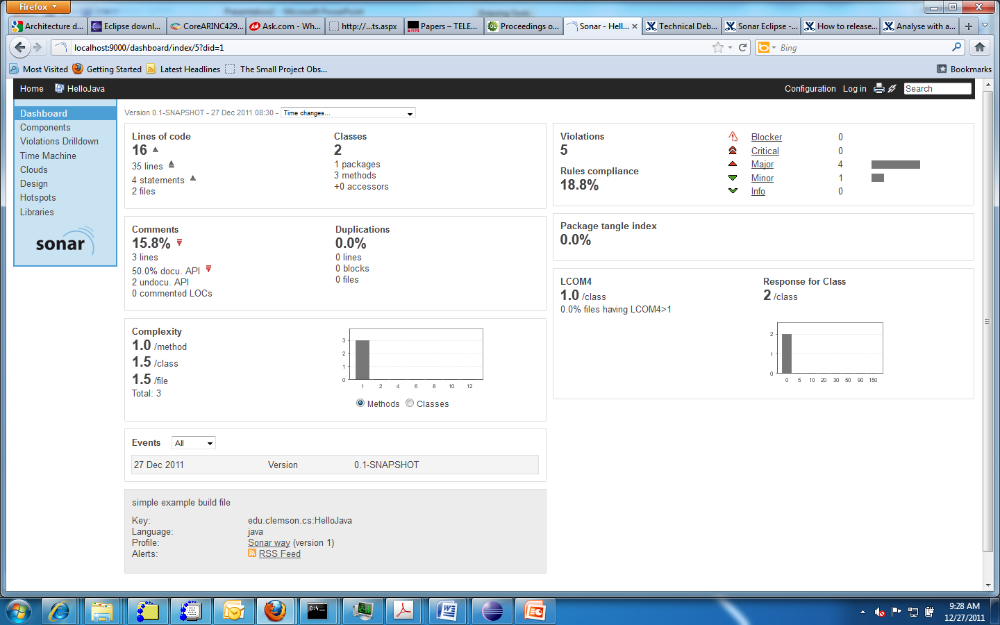 Firefox
Architecture d...
Eclipse downl...
CoreARINC429...
Ask.com - Wh...
http://...ts.aspx
Papers – TELE...
Proceedings o...
Sonar - Hell...
Technical Deb...
Sonar Eclipse -...
How to release...
Analyse with a...
localhost:9000/dashboard/index/5?did=1
Bing
Most Visited
Getting Started
Latest Headlines
The Small Project Obs...
Bookmarks
Home
HelloJava
Configuration
Log in
Search
Dashboard
Components
Violations Drilldown
Time Machine
Clouds
Design
Hotspots
Libraries
sonar
Version 0.1-SNAPSHOT - 27 Dec 2011 08:30 - Time changes...
Lines of code
16
35 lines
4 statements
2 files
Classes
2
1 packages
3 methods
+0 accessors
Comments
15.8%
3 lines
50.0% docu. API
2 undocu. API
0 commented LOCs
Duplications
0.0%
0 lines
0 blocks
0 files
Complexity
1.0 /method
1.5 /class
1.5 /file
Total: 3
3
2
1
0
1 2 4 6 8 10 12
Methods Classes
Events All
27 Dec 2011 Version 0.1-SNAPSHOT
simple example build file
Key: edu.clemson.cs:HelloJava
Language: java
Profile: Sonar way (version 1)
Alerts: RSS Feed
Violations
5
Rules compliance
18.8%
Blocker 0
Critical 0
Major 4
Minor 1
Info 0
Package tangle index
0.0%
LCOM4
1.0 /class
0.0% files having LCOM4>1
Response for Class
2 /class
2
1
0
0 5 10 20 30 50 90 150
9:28 AM
12/27/2011